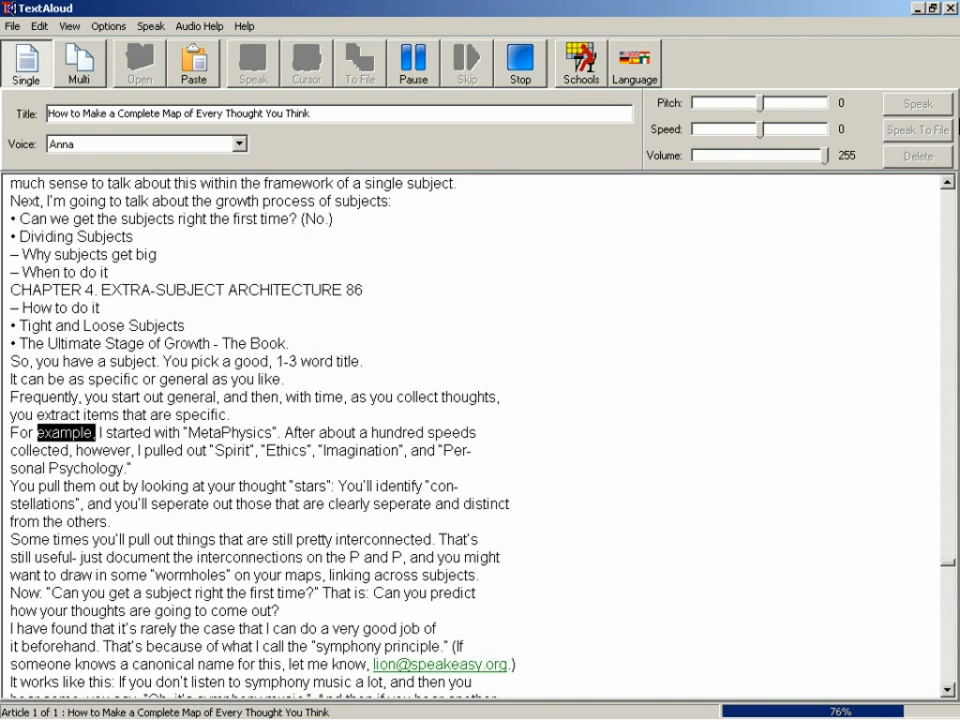 TextAloud
File Edit View Options Speak Audio Help Help
Single Multi Open Paste Speak Cursor To File Pause Skip Stop Schools Language
Title: How to Make a Complete Map of Every Thought You Think
Voice: Anna
Pitch: 0 Speak
Speed: 0 Speak To File
Volume: 255 Delete
much sense to talk about this within the framework of a single subject.
Next, I'm going to talk about the growth process of subjects:
• Can we get the subjects right the first time? (No.)
• Dividing Subjects
– Why subjects get big
– When to do it
CHAPTER 4. EXTRA-SUBJECT ARCHITECTURE 86
– How to do it
• Tight and Loose Subjects
• The Ultimate Stage of Growth - The Book.
So, you have a subject. You pick a good, 1-3 word title.
It can be as specific or general as you like.
Frequently, you start out general, and then, with time, as you collect thoughts,
you extract items that are specific.
For example, I started with "MetaPhysics". After about a hundred speeds
collected, however, I pulled out "Spirit", "Ethics", "Imagination", and "Per-
sonal Psychology."
You pull them out by looking at your thought "stars": You'll identify "con-
stellations", and you'll seperate out those that are clearly seperate and distinct
from the others.
Some times you'll pull out things that are still pretty interconnected. That's
still useful- just document the interconnections on the P and P, and you might
want to draw in some "wormholes" on your maps, linking across subjects.
Now: "Can you get a subject right the first time?" That is: Can you predict
how your thoughts are going to come out?
I have found that it's rarely the case that I can do a very good job of
it beforehand. That's because of what I call the "symphony principle." (If
someone knows a canonical name for this, let me know, lion@speakeasy.org.)
It works like this: If you don't listen to symphony music a lot, and then you
Article 1 of 1 : How to Make a Complete Map of Every Thought You Think 76%